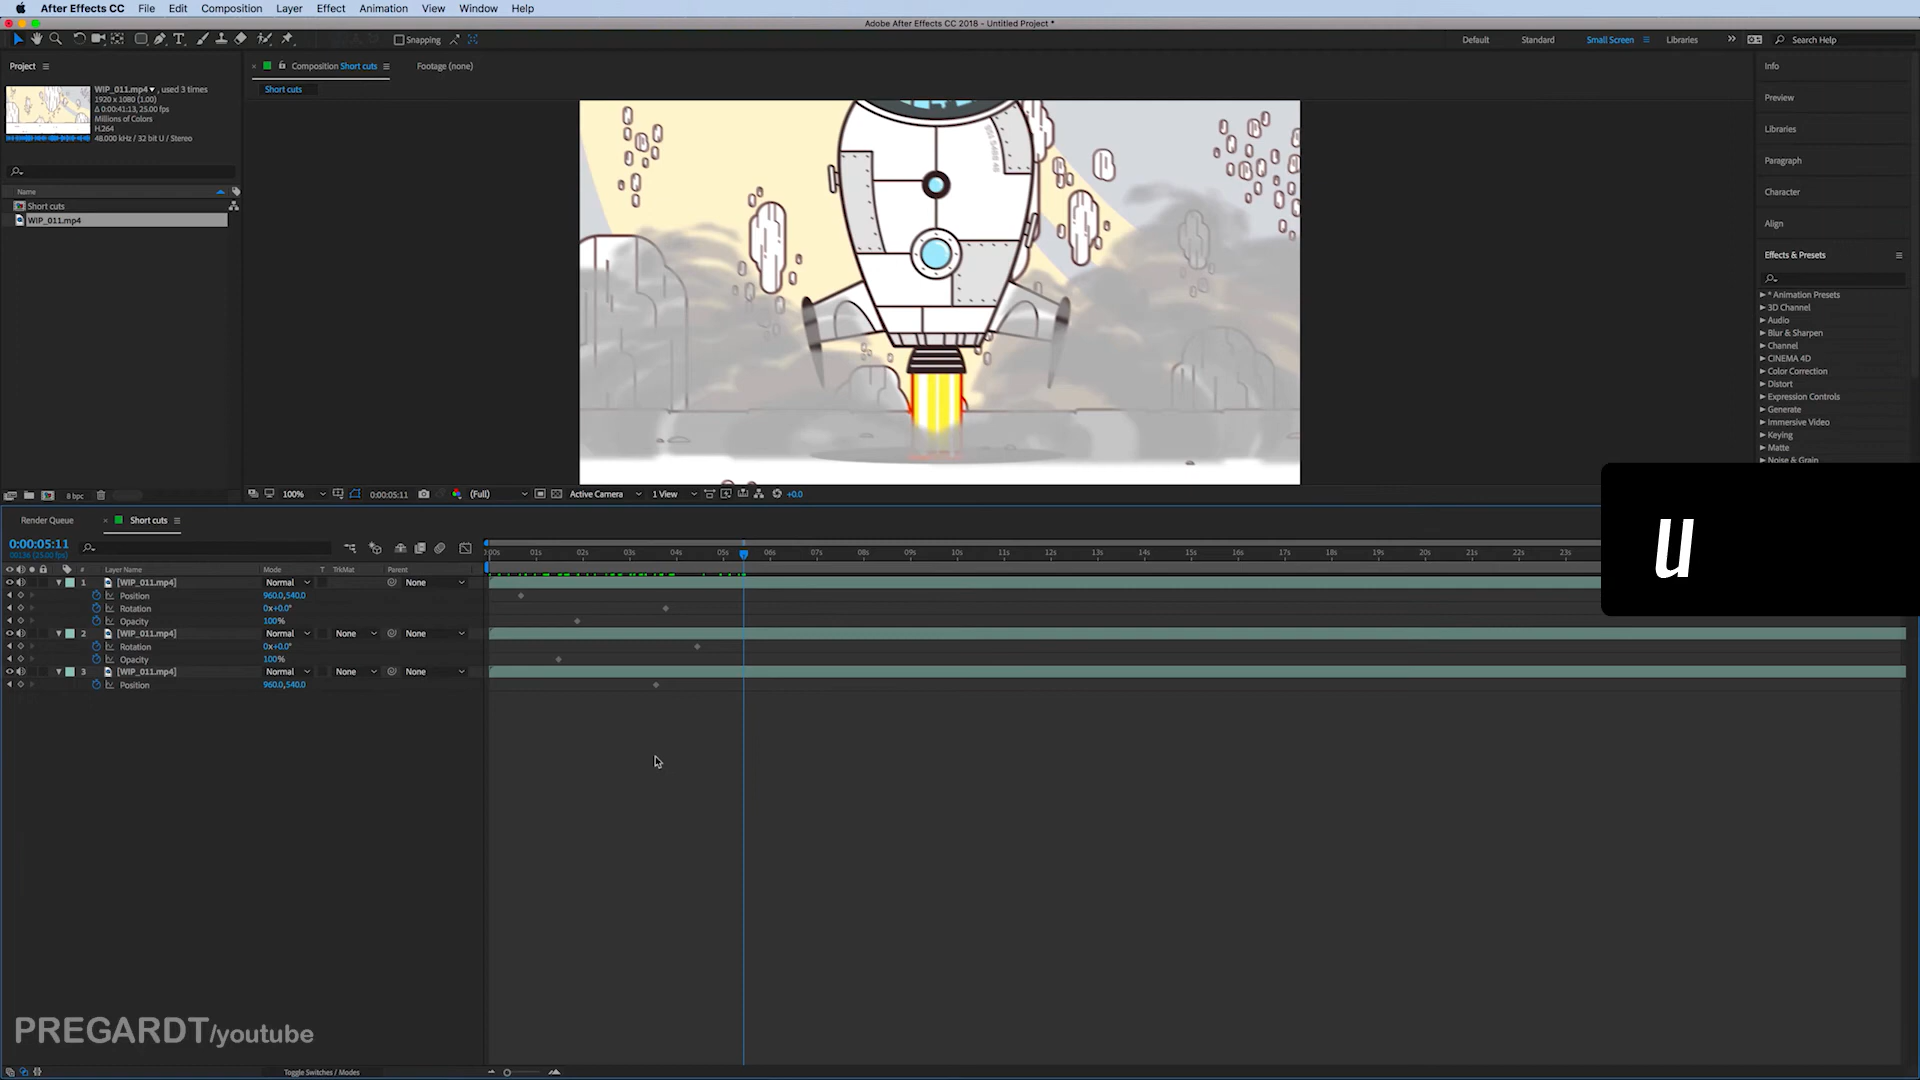 After Effects CC File Edit Composition Layer Effect Animation View Window Help
Adobe After Effects CC 2018 - Untitled Project *
Snapping
Default Standard Small Screen Libraries Search Help
Project
Composition Short cuts
Footage (none)
Info
Short cuts
WIP_011.mp4 , used 3 times
1920 x 1080 (1.00)
Δ 0:00:41:13, 25.00 fps
Millions of Colors
H.264
48.000 kHz / 32 bit U / Stereo
Preview
Libraries
Paragraph
Character
Align
Name
Short cuts
WIP_011.mp4
Effects & Presets
* Animation Presets
3D Channel
Audio
Blur & Sharpen
Channel
CINEMA 4D
Color Correction
Distort
Expression Controls
Generate
Immersive Video
Keying
Matte
Noise & Grain
8 bpc
100% 0:00:05:11 (Full) Active Camera 1 View +0.0
u
Render Queue Short cuts
0:00:05:11
00136 (25.00 fps)
:00s 01s 02s 03s 04s 05s 06s 07s 08s 09s 10s 11s 12s 13s 14s 15s 16s 17s 18s 19s 20s 21s 22s 23s
# Layer Name Mode T TrkMat Parent
1 [WIP_011.mp4] Normal None
Position 960.0,540.0
Rotation 0x+0.0°
Opacity 100%
2 [WIP_011.mp4] Normal None None
Rotation 0x+0.0°
Opacity 100%
3 [WIP_011.mp4] Normal None None
Position 960.0,540.0
PREGARDT/youtube
Toggle Switches / Modes